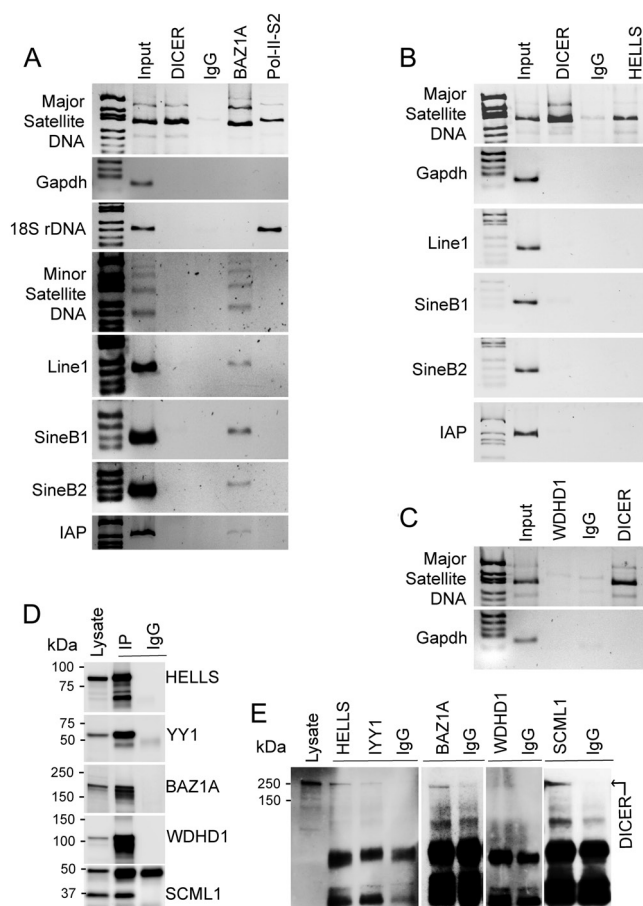 A
Input
DICER
IgG
BAZ1A
Pol-II-S2
Major
Satellite
DNA
Gapdh
18S rDNA
Minor
Satellite
DNA
Line1
SineB1
SineB2
IAP
B
Input
DICER
IgG
HELLS
Major
Satellite
DNA
Gapdh
Line1
SineB1
SineB2
IAP
C
Input
WDHD1
IgG
DICER
Major
Satellite
DNA
Gapdh
D
kDa
Lysate
IP
IgG
100
75
HELLS
75
50
YY1
250
150
BAZ1A
150
100
WDHD1
50
37
SCML1
E
kDa
Lysate
HELLS
IYY1
IgG
BAZ1A
IgG
WDHD1
IgG
SCML1
IgG
250
150
DICER